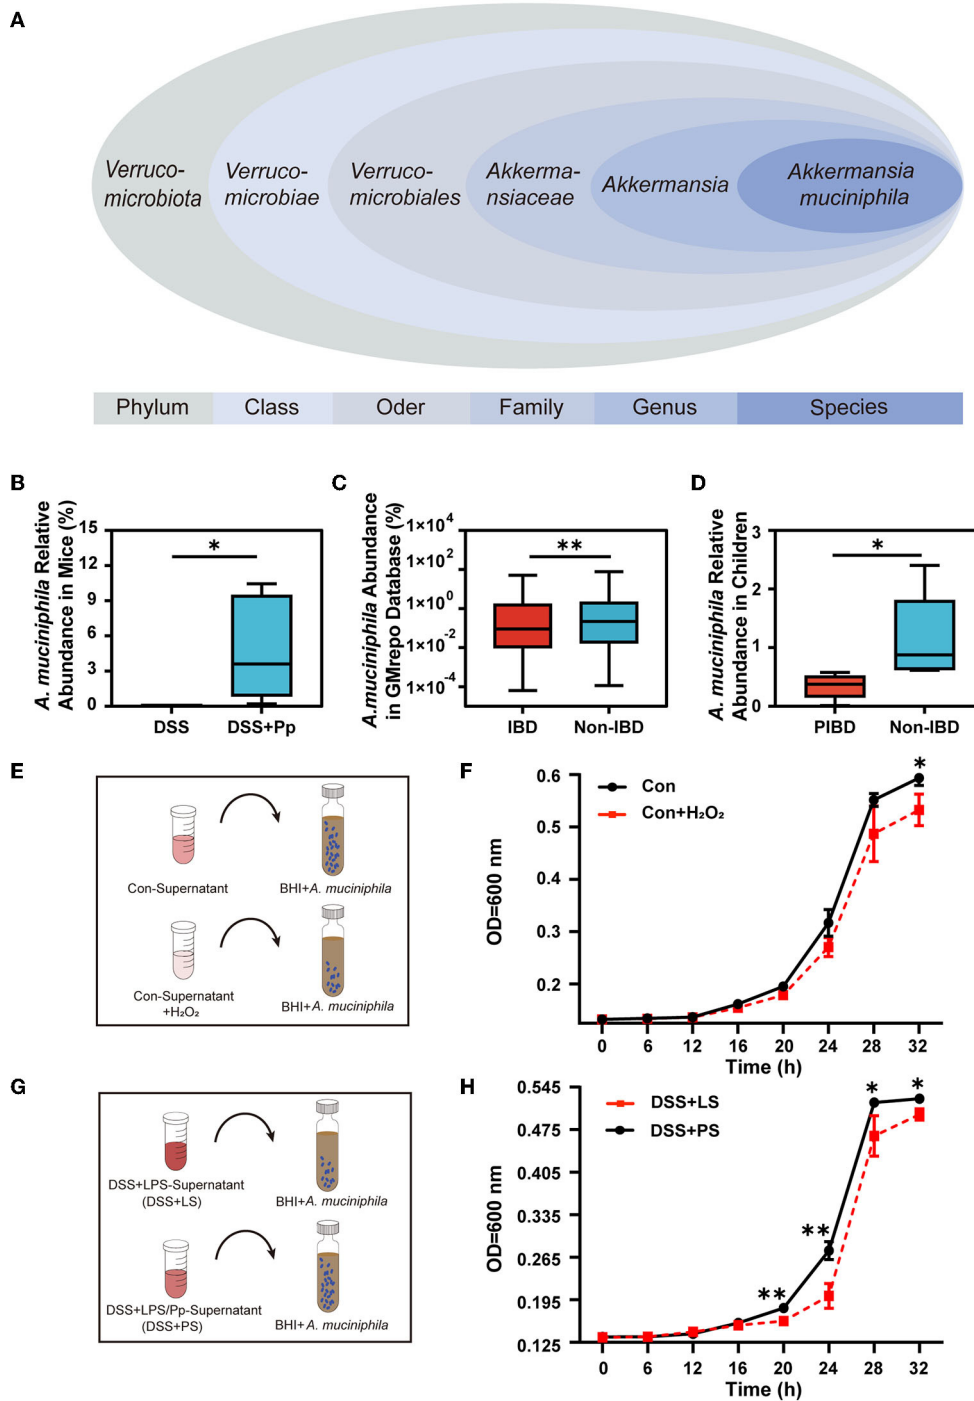 A
Verruco-
microbiota
Verruco-
microbiae
Verruco-
microbiales
Akkerma-
nsiaceae
Akkermansia
Akkermansia
muciniphila
Phylum Class Oder Family Genus Species
B
A. muciniphila Relative
Abundance in Mice (%)
15
12
9
6
3
0
*
DSS DSS+Pp
C
A.muciniphila Abundance
in GMrepo Database (%)
1×10⁴
1×10²
1×10⁰
1×10⁻²
1×10⁻⁴
**
IBD Non-IBD
D
A. muciniphila Relative
Abundance in Children
3
2
1
0
*
PIBD Non-IBD
E
Con-Supernatant
BHI+A. muciniphila
Con-Supernatant
+H₂O₂
BHI+A. muciniphila
F
OD=600 nm
0.6
0.5
0.4
0.3
0.2
Con
Con+H₂O₂
*
0 6 12 16 20 24 28 32
Time (h)
G
DSS+LPS-Supernatant
(DSS+LS)
BHI+A. muciniphila
DSS+LPS/Pp-Supernatant
(DSS+PS)
BHI+A. muciniphila
H
OD=600 nm
0.545
0.475
0.405
0.335
0.265
0.195
0.125
DSS+LS
DSS+PS
**
**
*
*
0 6 12 16 20 24 28 32
Time (h)